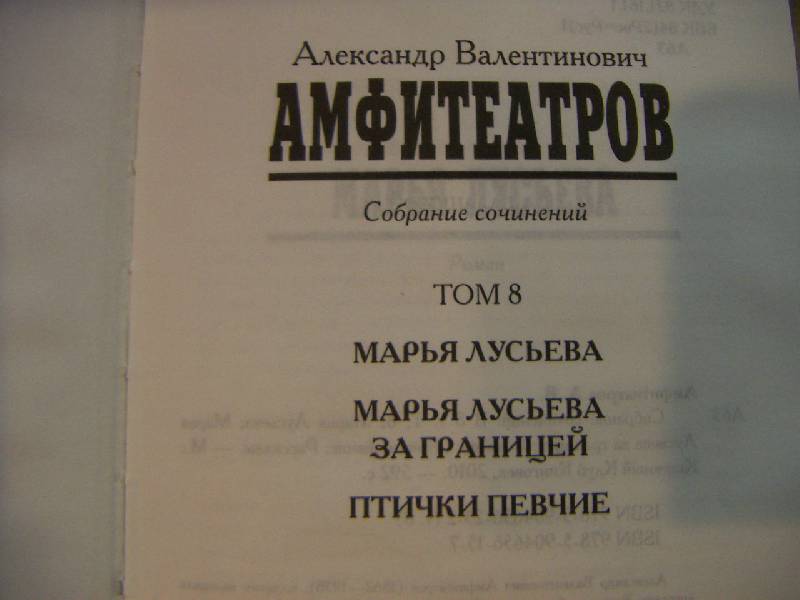 Александр Валентинович
АМФИТЕАТРОВ
Собрание сочинений
ТОМ 8
МАРЬЯ ЛУСЬЕВА
МАРЬЯ ЛУСЬЕВА
ЗА ГРАНИЦЕЙ
ПТИЧКИ ПЕВЧИЕ